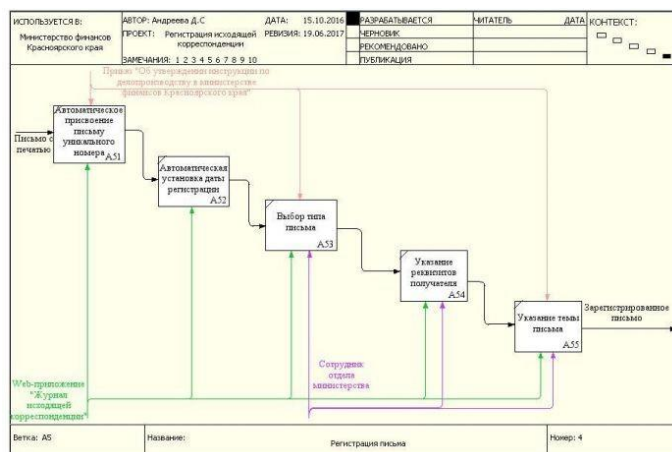 ИСПОЛЬЗУЕТСЯ В:
Министерство финансов
Красноярского края
АВТОР: Андреева Д.С
ДАТА: 15.10.2016
ПРОЕКТ: Регистрация исходящей
корреспонденции
РЕВИЗИЯ: 19.06.2017
ЗАМЕЧАНИЯ: 1 2 3 4 5 6 7 8 9 10
РАЗРАБАТЫВАЕТСЯ
ЧЕРНОВИК
РЕКОМЕНДОВАНО
ПУБЛИКАЦИЯ
ЧИТАТЕЛЬ
ДАТА
КОНТЕКСТ:
Приказ "Об утверждении инструкции по
делопроизводству в министерстве
финансов Красноярского края"
Письмо с
печатью
Автоматическое
присвоение
письму
уникального
номера
A51
Автоматическая
установка даты
регистрации
A52
Выбор типа
письма
A53
Указание
реквизитов
получателя
A54
Указание темы
письма
A55
Зарегистрированное
письмо
Сотрудник
отдела
министерства
Web-приложение
"Журнал
исходящей
корреспонденции"
Ветка: A5
Название:
Регистрация письма
Номер: 4